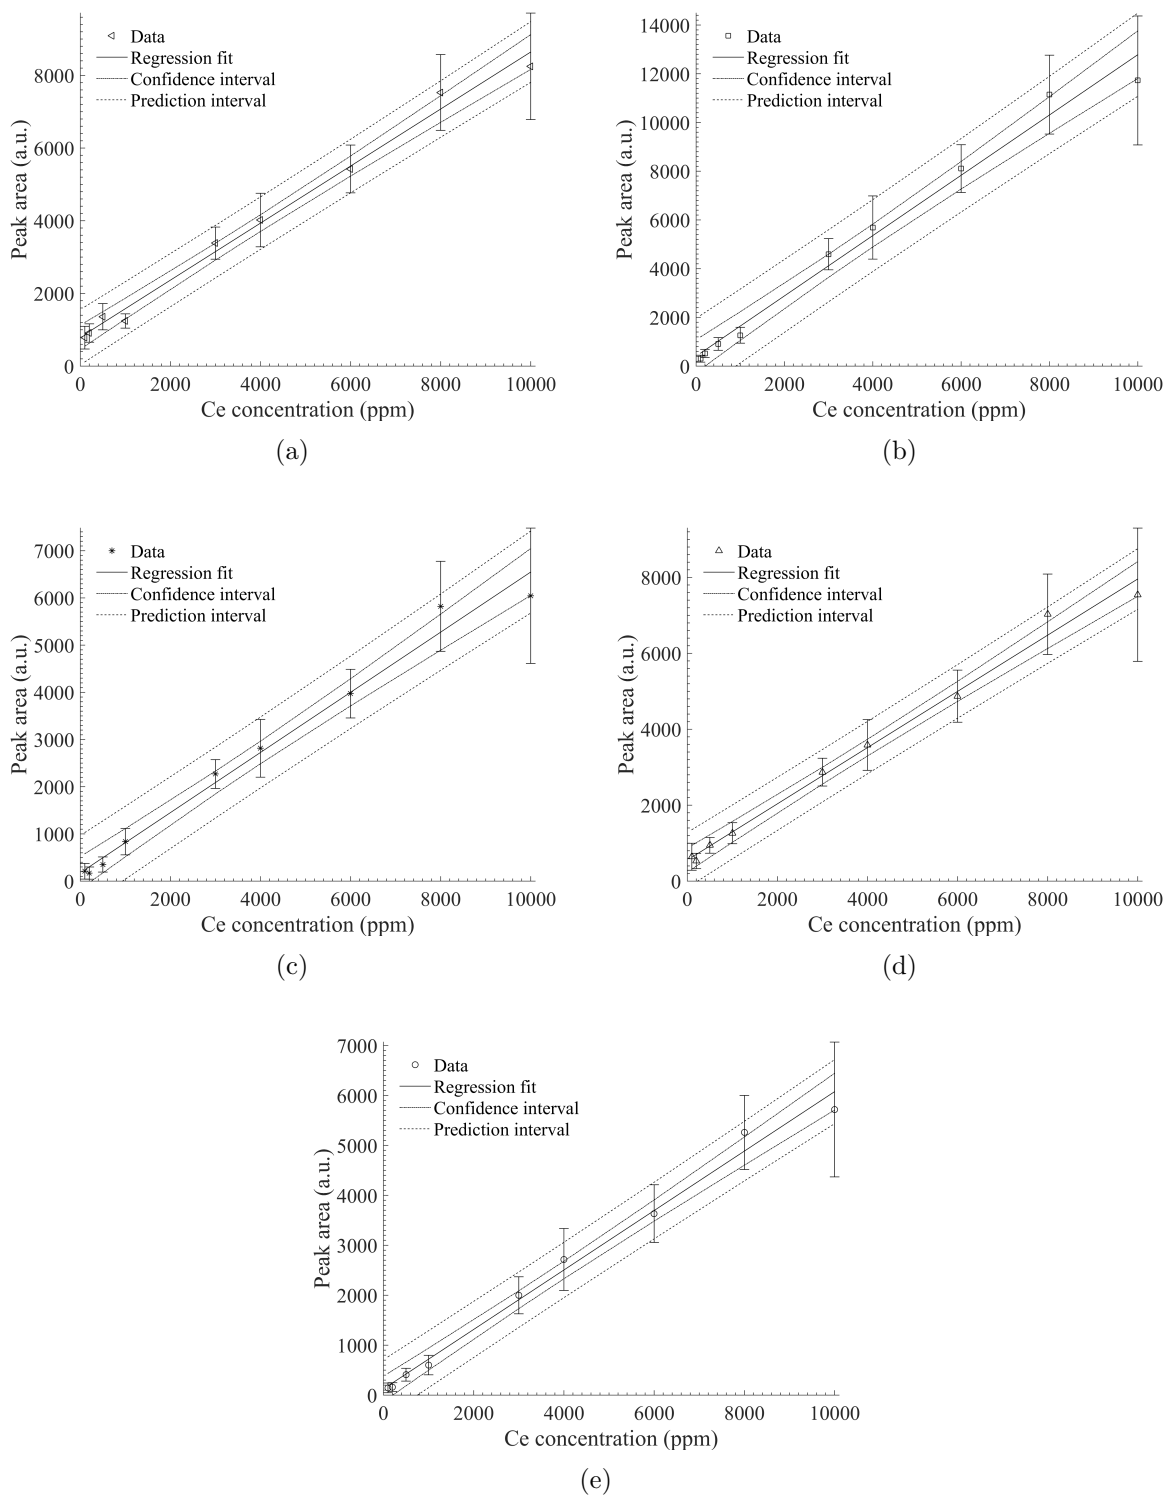 Peak area (a.u.)
8000
6000
4000
2000
0
Data
Regression fit
Confidence interval
Prediction interval
0 2000 4000 6000 8000 10000
Ce concentration (ppm)
(a)
Peak area (a.u.)
14000
12000
10000
8000
6000
4000
2000
0
Data
Regression fit
Confidence interval
Prediction interval
0 2000 4000 6000 8000 10000
Ce concentration (ppm)
(b)
Peak area (a.u.)
7000
6000
5000
4000
3000
2000
1000
0
Data
Regression fit
Confidence interval
Prediction interval
0 2000 4000 6000 8000 10000
Ce concentration (ppm)
(c)
Peak area (a.u.)
8000
6000
4000
2000
0
Data
Regression fit
Confidence interval
Prediction interval
0 2000 4000 6000 8000 10000
Ce concentration (ppm)
(d)
Peak area (a.u.)
7000
6000
5000
4000
3000
2000
1000
0
Data
Regression fit
Confidence interval
Prediction interval
0 2000 4000 6000 8000 10000
Ce concentration (ppm)
(e)